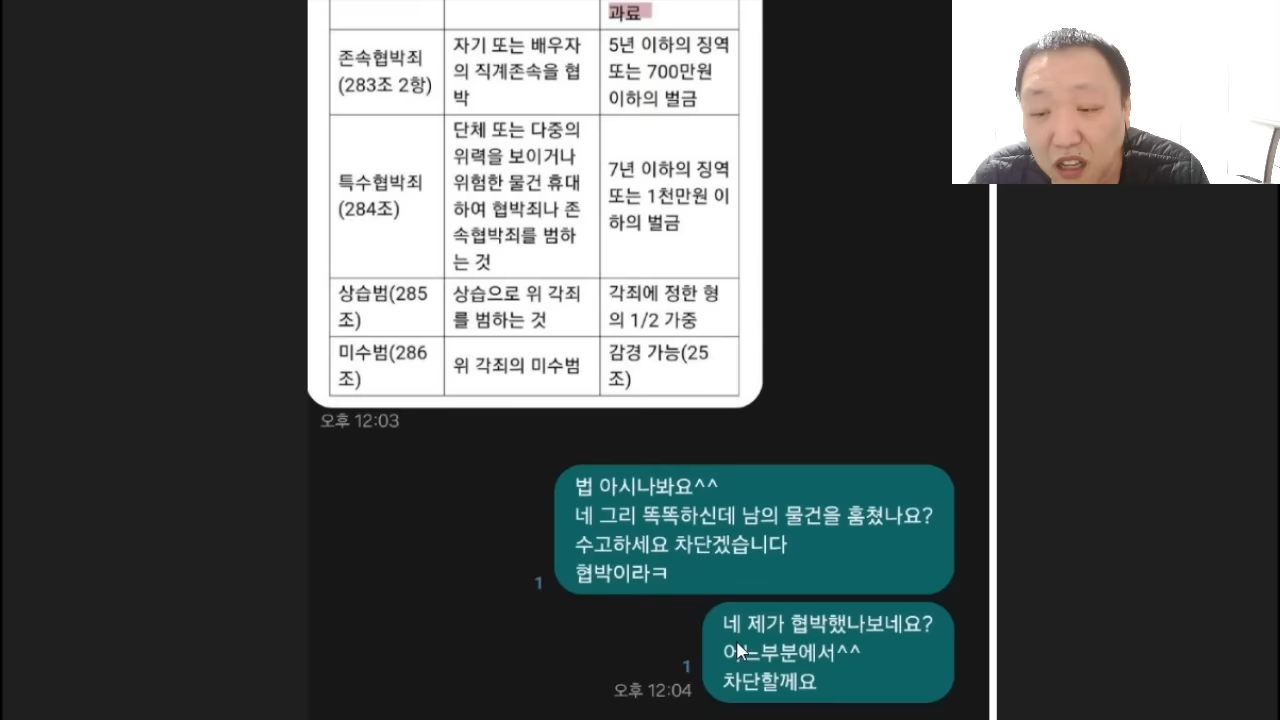 과료
존속협박죄
(283조 2항)
자기 또는 배우자
의 직계존속을 협
박
5년 이하의 징역
또는 700만원
이하의 벌금
특수협박죄
(284조)
단체 또는 다중의
위력을 보이거나
위험한 물건 휴대
하여 협박죄나 존
속협박죄를 범하
는 것
7년 이하의 징역
또는 1천만원 이
하의 벌금
상습범(285
조)
상습으로 위 각죄
를 범하는 것
각죄에 정한 형
의 1/2 가중
미수범(286
조)
위 각죄의 미수범
감경 가능(25
조)
오후 12:03
법 아시나봐요^^
네 그리 똑똑하신데 남의 물건을 훔쳤나요?
수고하세요 차단겠습니다
협박이라ㅋ
1
네 제가 협박했나보네요?
어느부분에서^^
차단할께요
1
오후 12:04